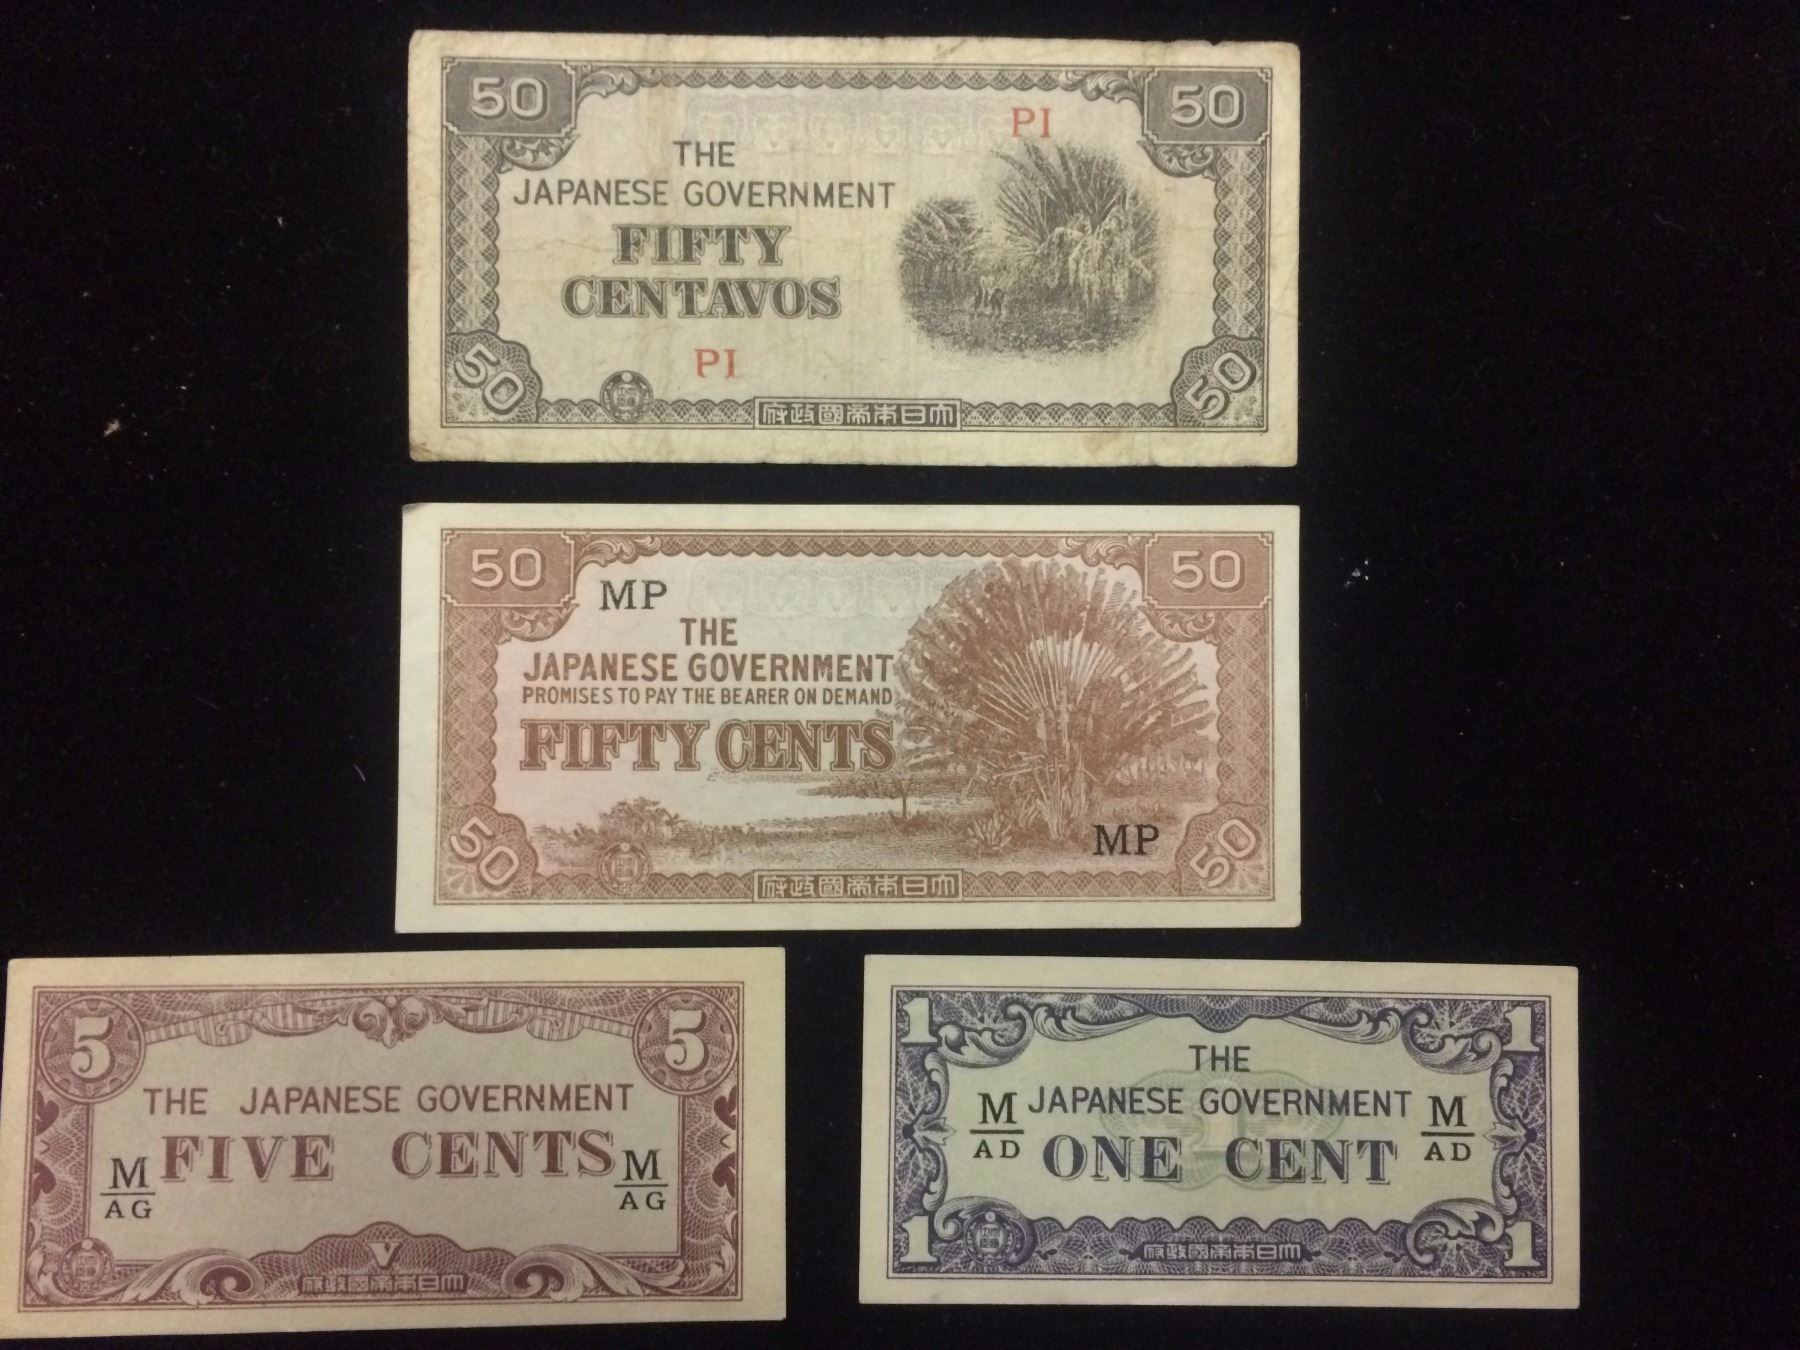 50
50
PI
THE
JAPANESE GOVERNMENT
FIFTY
CENTAVOS
PI
50
50
府政國帝本日大
50
50
MP
THE
JAPANESE GOVERNMENT
PROMISES TO PAY THE BEARER ON DEMAND
FIFTY CENTS
MP
50
50
府政國帝本日大
5
5
THE JAPANESE GOVERNMENT
FIVE CENTS
M
AG
M
AG
V
府政國帝本日大
1
1
THE
JAPANESE GOVERNMENT
M
AD
M
AD
ONE CENT
1
1
府政國帝本日大